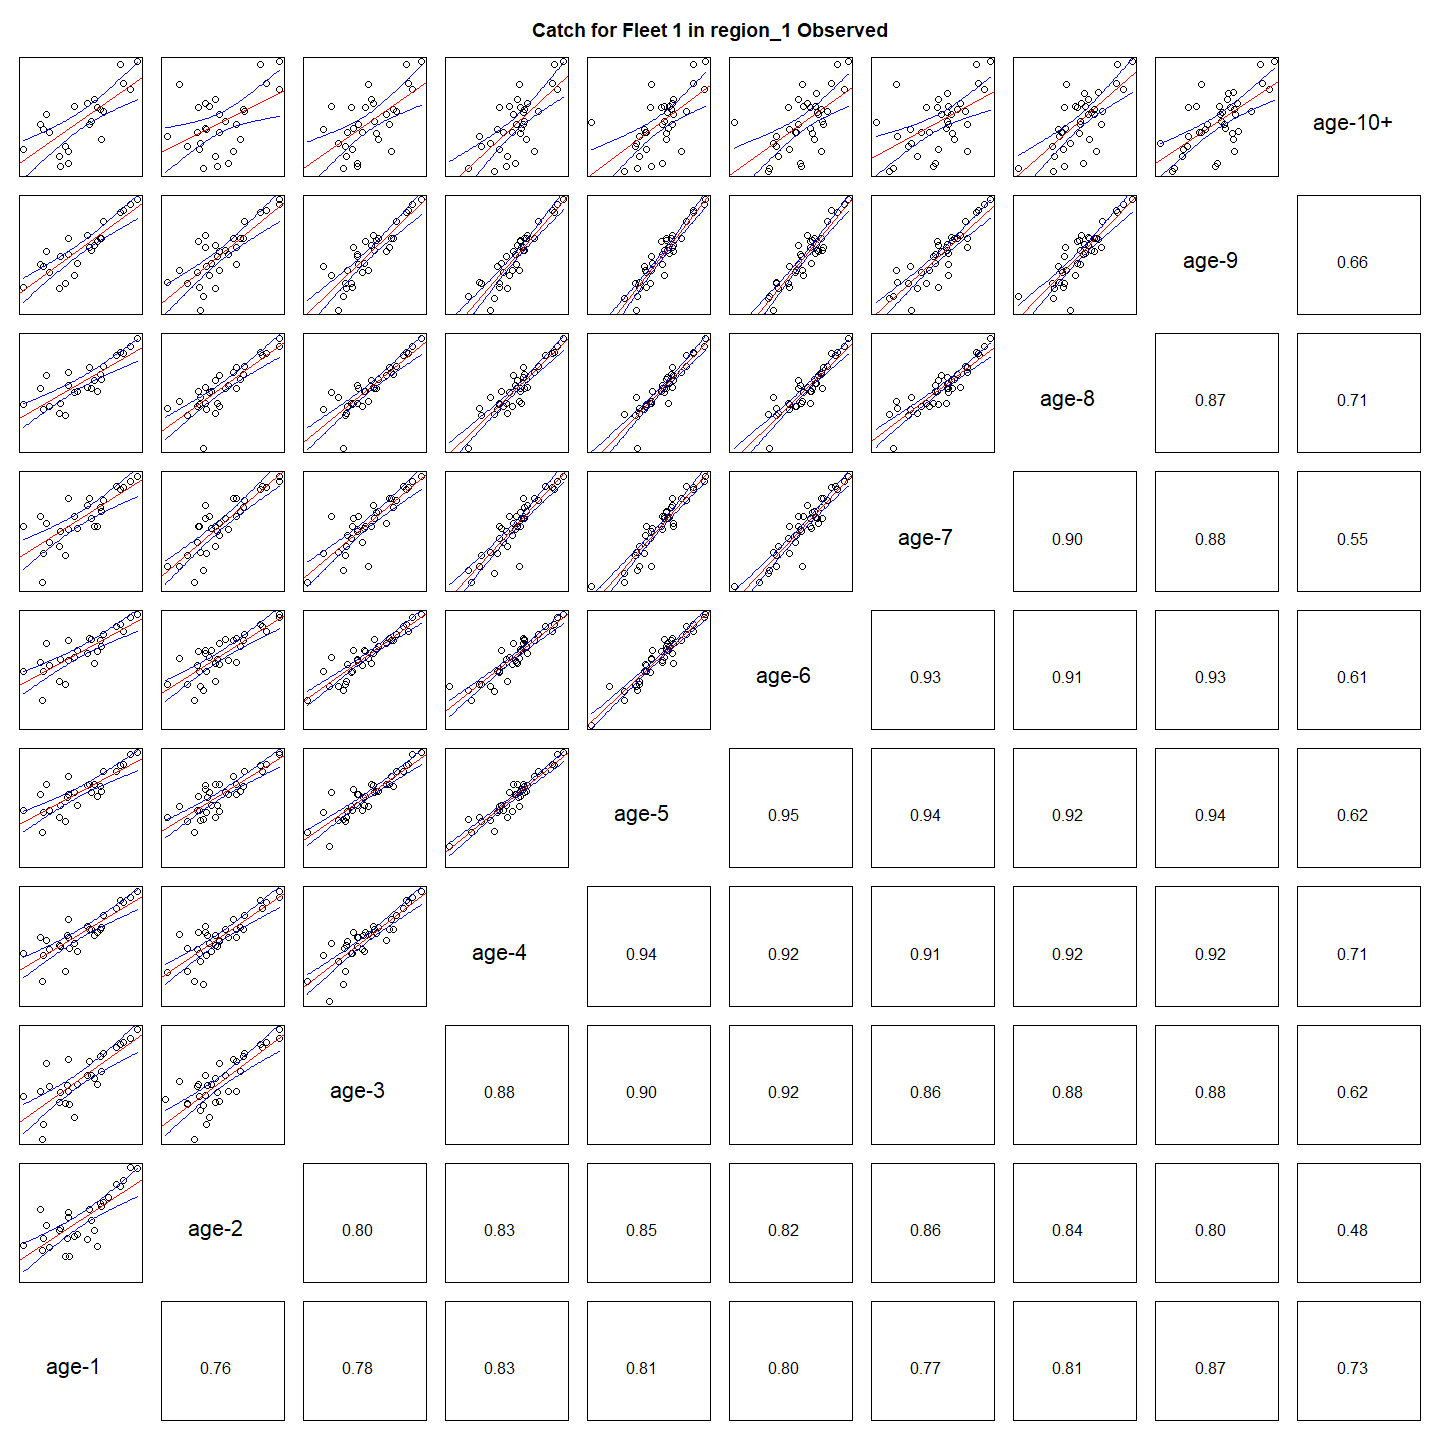 Catch for Fleet 1 in region_1 Observed
age-10+
age-9 0.66
age-8 0.87 0.71
age-7 0.90 0.88 0.55
age-6 0.93 0.91 0.93 0.61
age-5 0.95 0.94 0.92 0.94 0.62
age-4 0.94 0.92 0.91 0.92 0.92 0.71
age-3 0.88 0.90 0.92 0.86 0.88 0.88 0.62
age-2 0.80 0.83 0.85 0.82 0.86 0.84 0.80 0.48
age-1 0.76 0.78 0.83 0.81 0.80 0.77 0.81 0.87 0.73